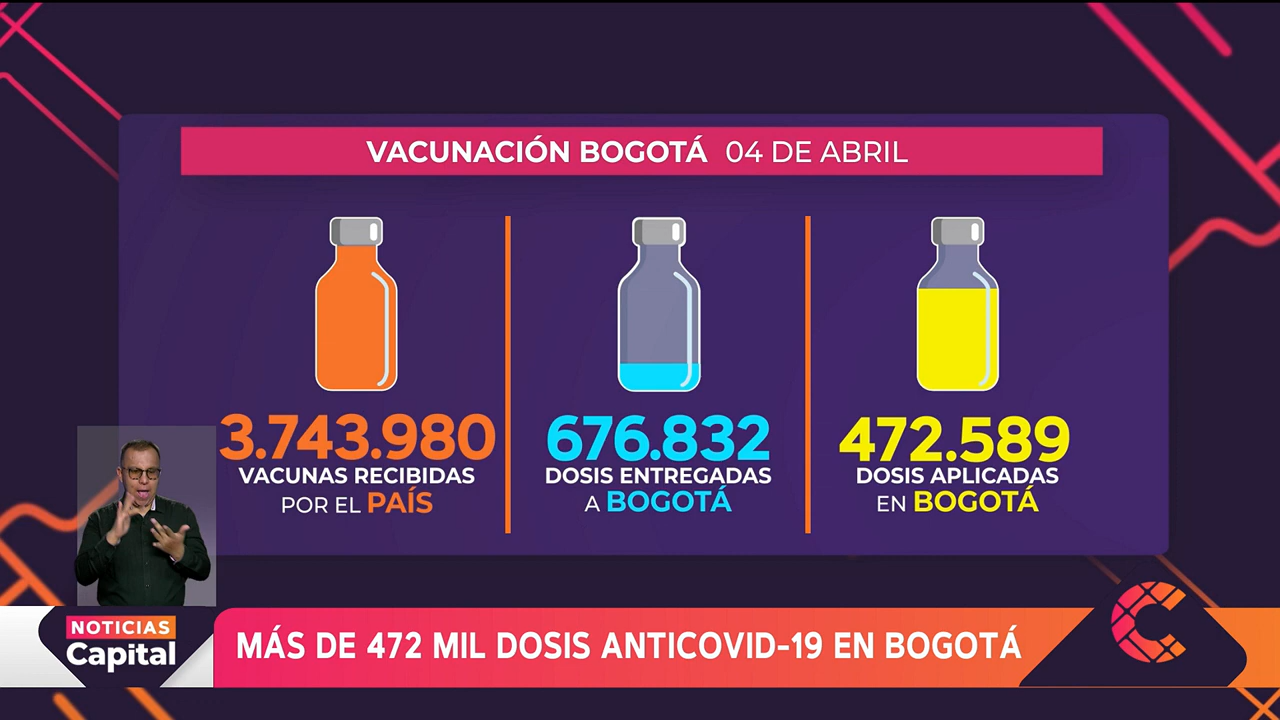 VACUNACIÓN BOGOTÁ 04 DE ABRIL
3.743.980
VACUNAS RECIBIDAS
POR EL PAÍS
676.832
DOSIS ENTREGADAS
A BOGOTÁ
472.589
DOSIS APLICADAS
EN BOGOTÁ
NOTICIAS
Capital
MÁS DE 472 MIL DOSIS ANTICOVID-19 EN BOGOTÁ